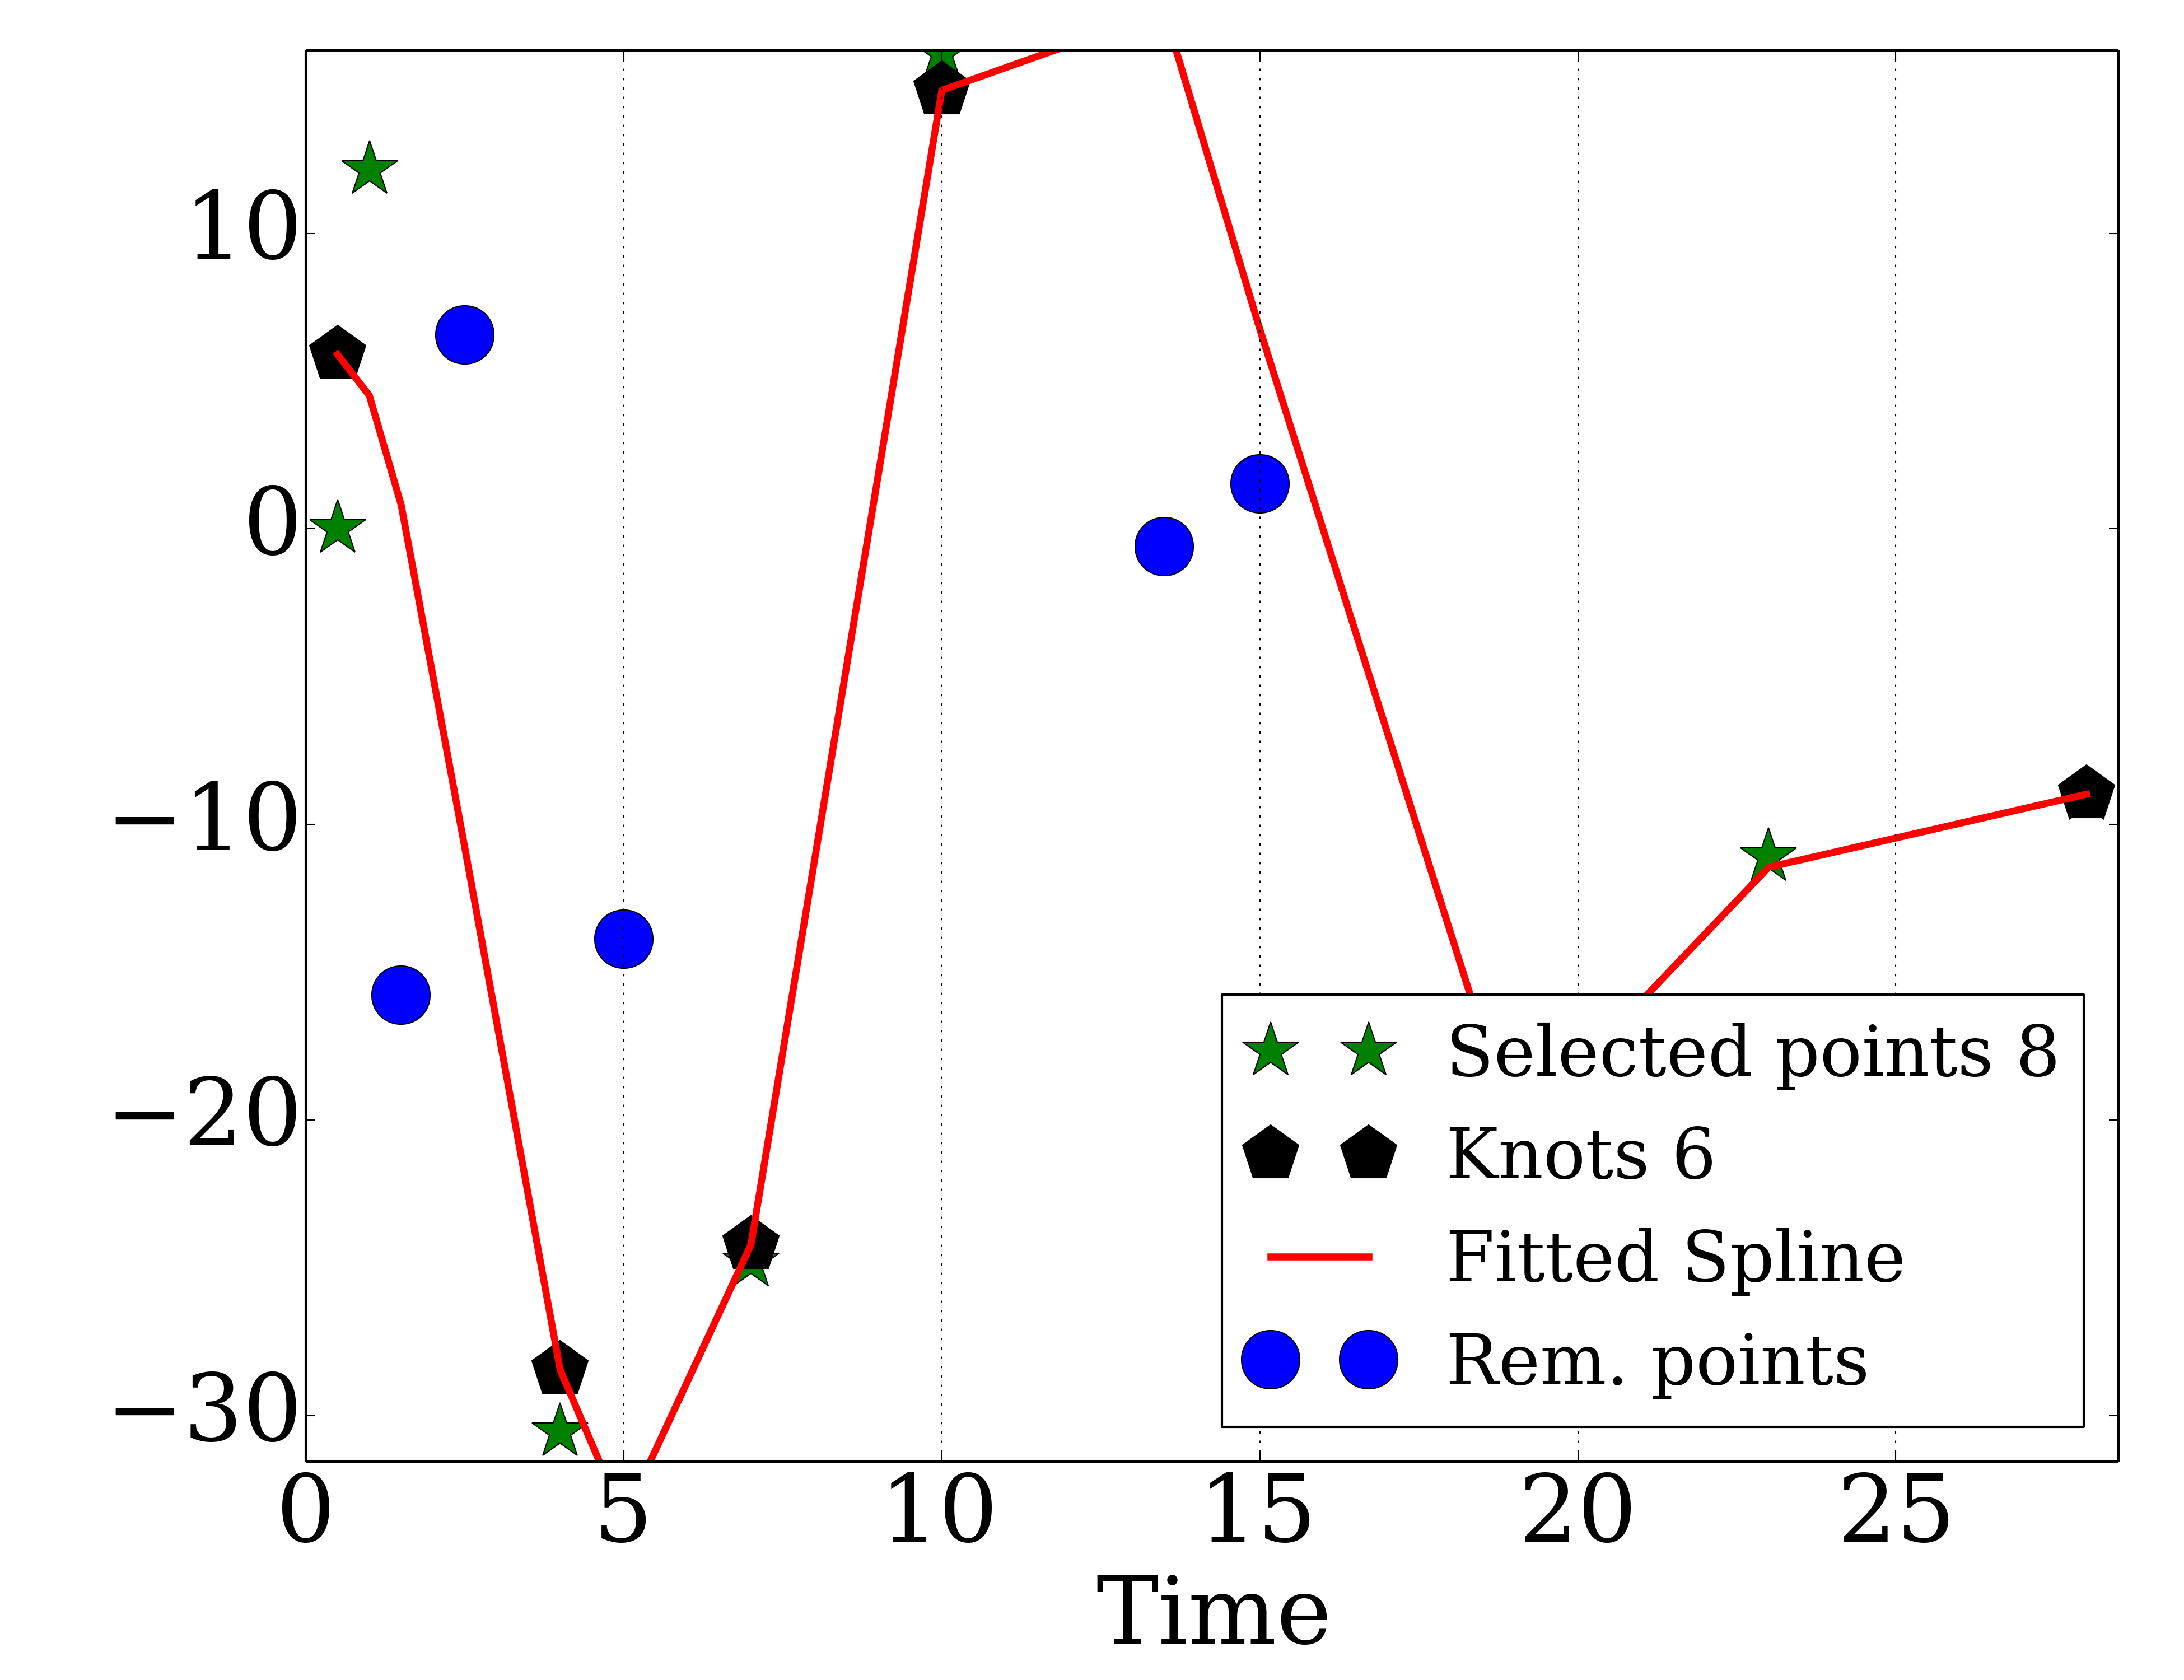 10
0
−10
−20
−30
0 5 10 15 20 25
Time
Selected points 8
Knots 6
Fitted Spline
Rem. points